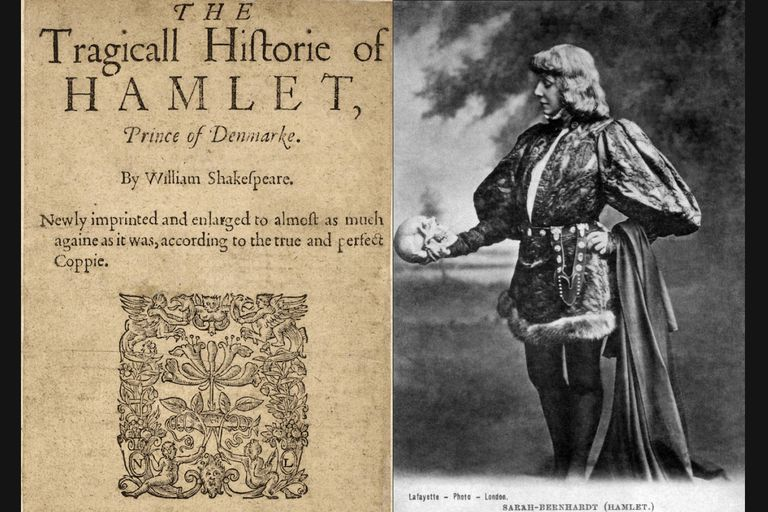 THE
Tragicall Hiſtorie of
HAMLET,
Prince of Denmarke.
By William Shakeſpeare.
Newly imprinted and enlarged to almoſt as much
againe as it was, according to the true and perfect
Coppie.
V L
Lafayette - Photo - London.
SARAH-BERNHARDT (HAMLET.)